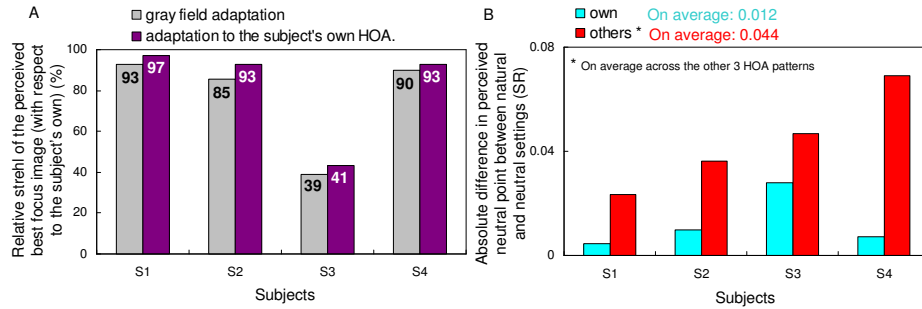 A
gray field adaptation
adaptation to the subject's own HOA.
Relative strehl of the perceived
best focus image (with respect
to the subject's own) (%)
100
80
60
40
20
0
93
97
85
93
39
41
90
93
S1
S2
S3
S4
Subjects
B
own
On average: 0.012
others *
On average: 0.044
* On average across the other 3 HOA patterns
Absolute difference in perceived
neutral point between natural
and neutral settings (SR)
0.08
0.04
0
S1
S2
S3
S4
Subjects